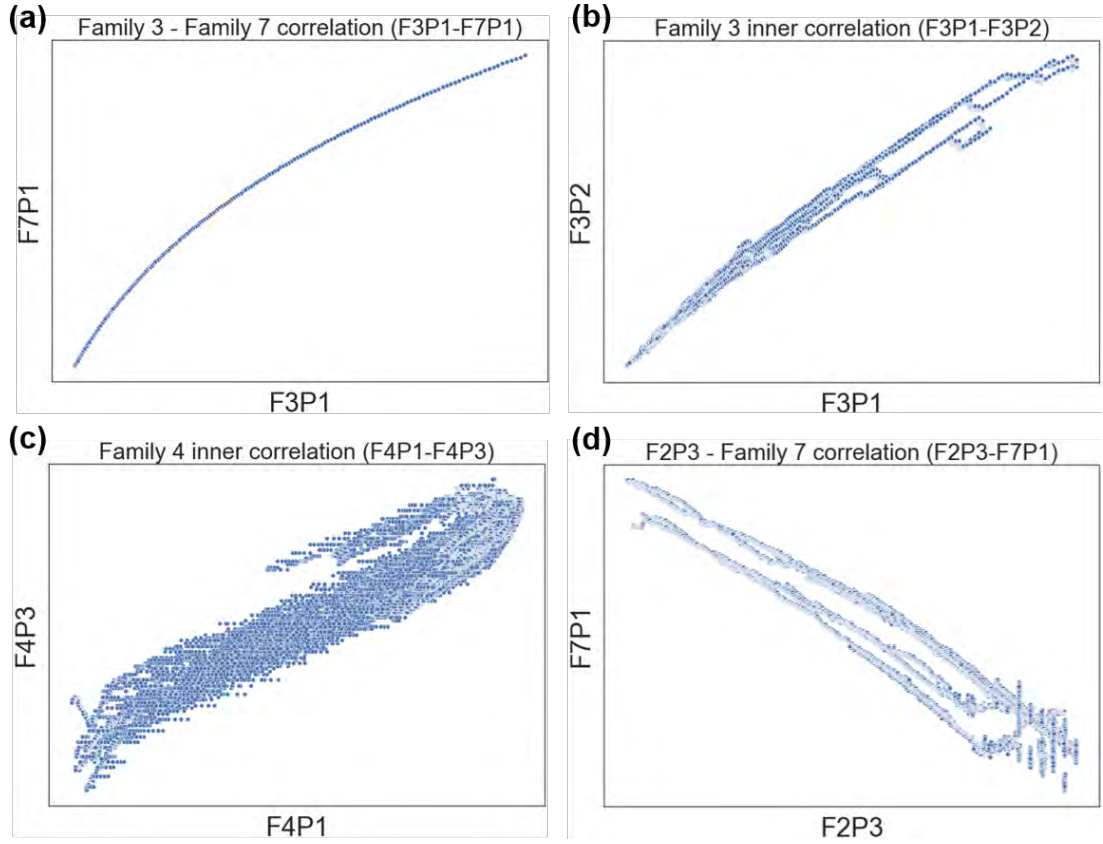 (a)
Family 3 - Family 7 correlation (F3P1-F7P1)
F7P1
F3P1
(b)
Family 3 inner correlation (F3P1-F3P2)
F3P2
F3P1
(c)
Family 4 inner correlation (F4P1-F4P3)
F4P3
F4P1
(d)
F2P3 - Family 7 correlation (F2P3-F7P1)
F7P1
F2P3